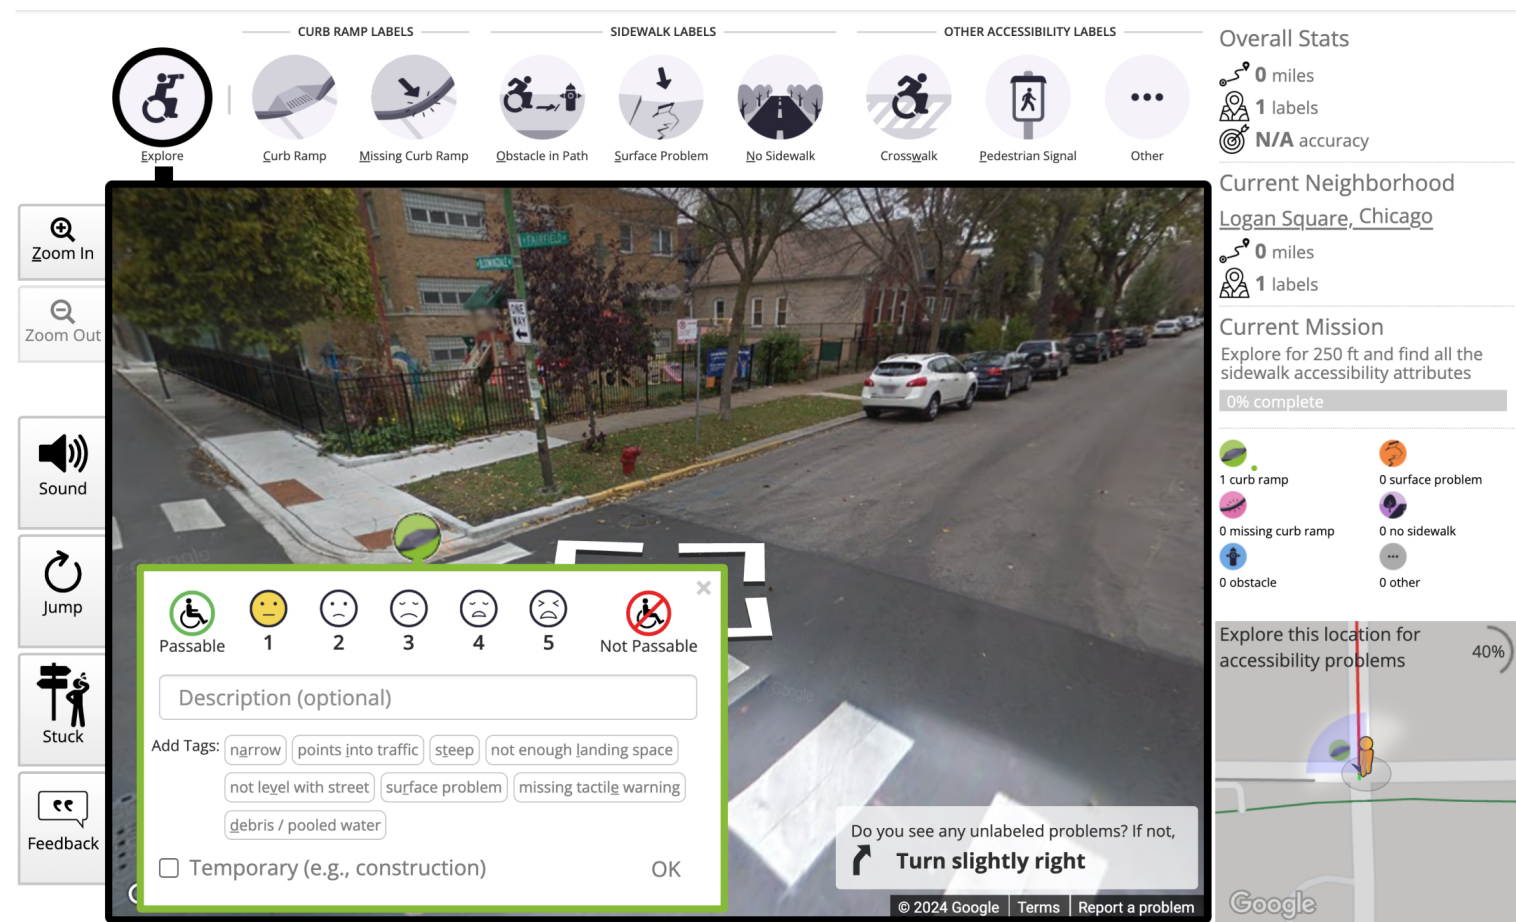 CURB RAMP LABELS
SIDEWALK LABELS
OTHER ACCESSIBILITY LABELS
Explore
Curb Ramp
Missing Curb Ramp
Obstacle in Path
Surface Problem
No Sidewalk
Crosswalk
Pedestrian Signal
Other
Overall Stats
0 miles
1 labels
N/A accuracy
Current Neighborhood
Logan Square, Chicago
0 miles
1 labels
Current Mission
Explore for 250 ft and find all the
sidewalk accessibility attributes
0% complete
1 curb ramp
0 surface problem
0 missing curb ramp
0 no sidewalk
0 obstacle
0 other
Explore this location for
accessibility problems
40%
Google
Zoom In
Zoom Out
Sound
Jump
Stuck
Feedback
FAIRFIELD
BLOOMINGDALE
ONE
WAY
Passable
1
2
3
4
5
Not Passable
×
Description (optional)
Add Tags:
narrow
points into traffic
steep
not enough landing space
not level with street
surface problem
missing tactile warning
debris / pooled water
Temporary (e.g., construction)
OK
Google
Do you see any unlabeled problems? If not,
Turn slightly right
© 2024 Google
Terms
Report a problem